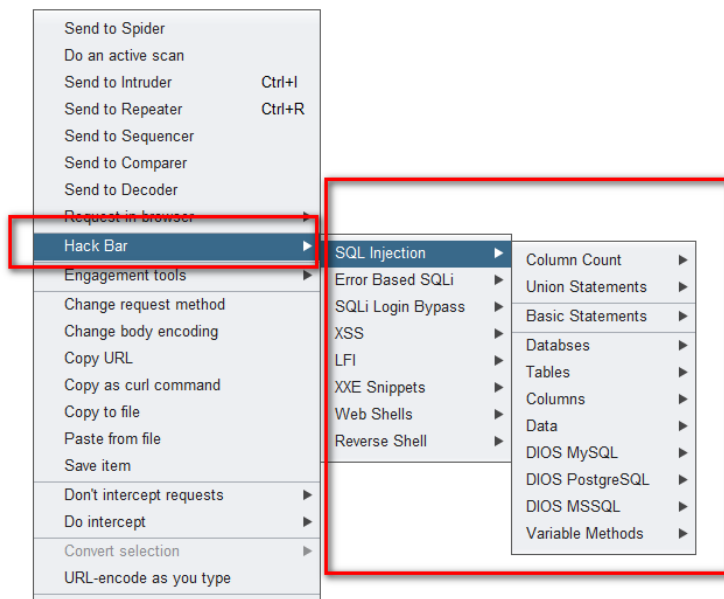 Send to Spider
Do an active scan
Send to Intruder Ctrl+I
Send to Repeater Ctrl+R
Send to Sequencer
Send to Comparer
Send to Decoder
Request in browser
Hack Bar
Engagement tools
Change request method
Change body encoding
Copy URL
Copy as curl command
Copy to file
Paste from file
Save item
Don't intercept requests
Do intercept
Convert selection
URL-encode as you type
SQL Injection
Error Based SQLi
SQLi Login Bypass
XSS
LFI
XXE Snippets
Web Shells
Reverse Shell
Column Count
Union Statements
Basic Statements
Databses
Tables
Columns
Data
DIOS MySQL
DIOS PostgreSQL
DIOS MSSQL
Variable Methods